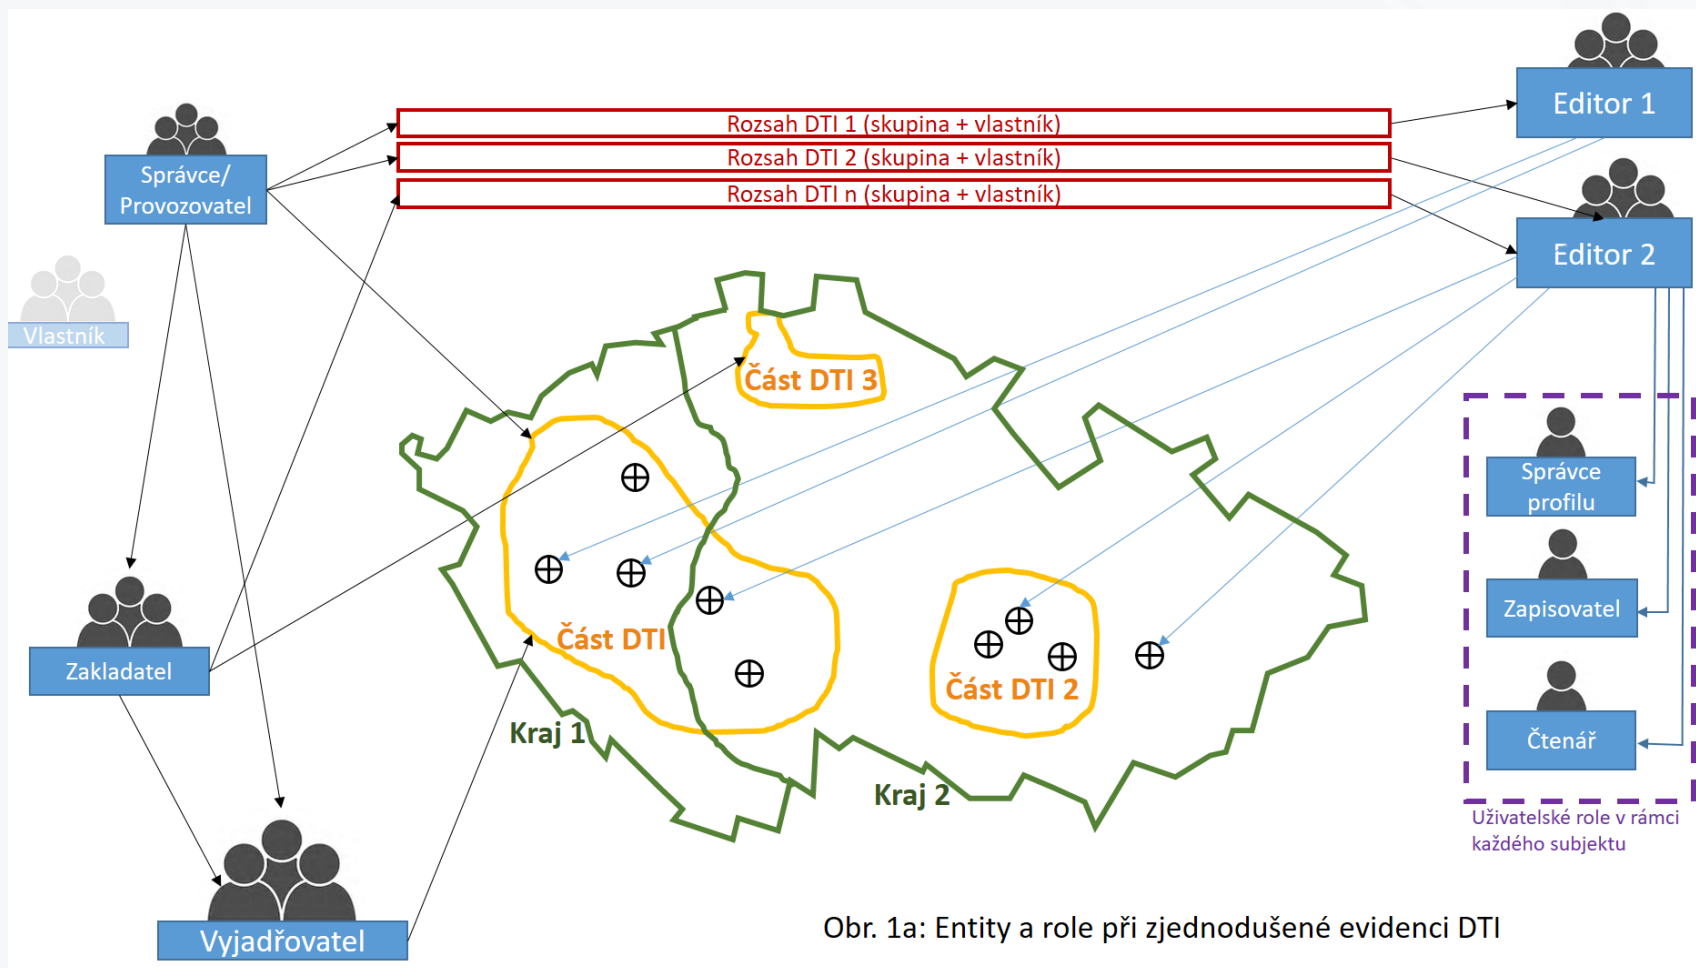 Editor 1
Rozsah DTI 1 (skupina + vlastník)
Rozsah DTI 2 (skupina + vlastník)
Rozsah DTI n (skupina + vlastník)
Správce/
Provozovatel
Editor 2
Vlastník
Část DTI 3
Správce
profilu
Zapisovatel
Část DTI
Zakladatel
Část DTI 2
Kraj 1
Čtenář
Kraj 2
Uživatelské role v rámci
každého subjektu
Vyjadřovatel
Obr. 1a: Entity a role při zjednodušené evidenci DTI